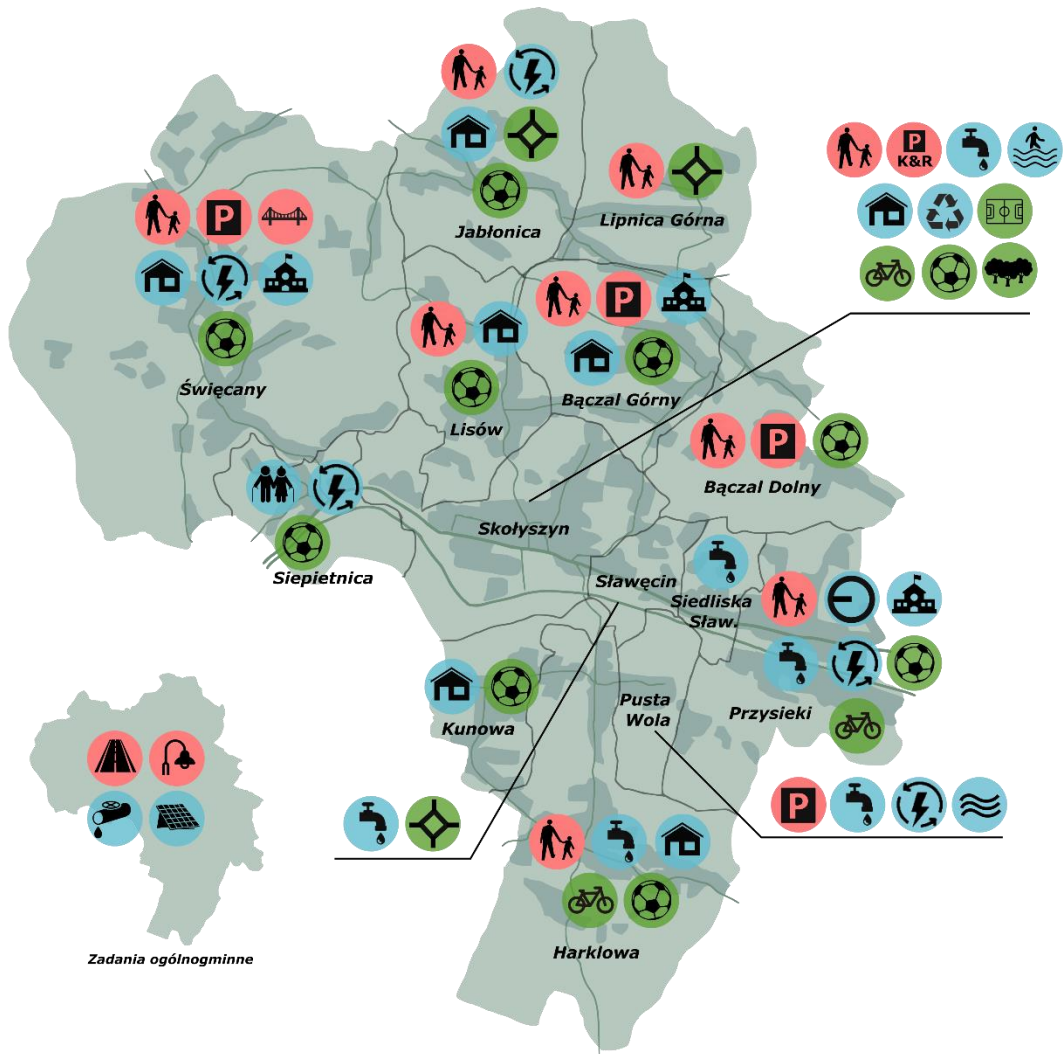 P
K&R
Lipnica Górna
Jabłonica
P
P
Święcany
Bączal Górny
Lisów
P
Bączal Dolny
Skołyszyn
Siepietnica
Sławęcin
Siedliska
Sław.
Pusta
Wola
Przysieki
Kunowa
P
Harklowa
Zadania ogólnogminne